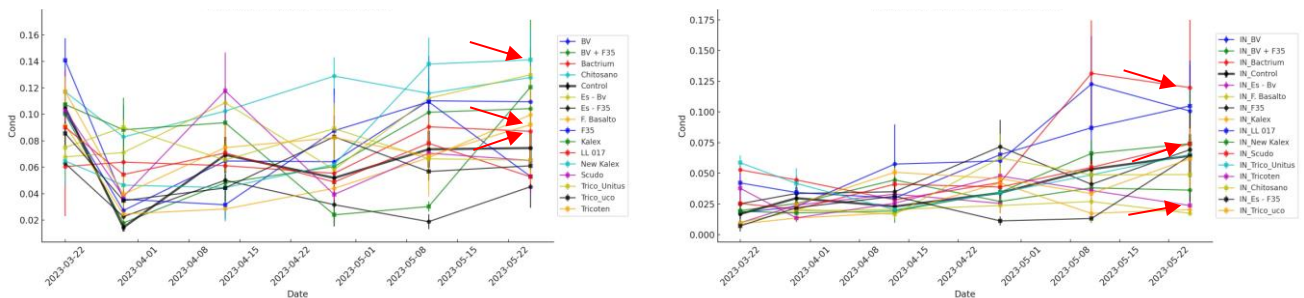 0.16
0.14
0.12
0.10
0.08
0.06
0.04
0.02
Cond
2023-03-22
2023-04-01
2023-04-08
2023-04-15
2023-04-22
2023-05-01
2023-05-08
2023-05-15
2023-05-22
Date
BV
BV + F35
Bactrium
Chitosano
Control
Es - Bv
Es - F35
F. Basalto
F35
Kalex
LL 017
New Kalex
Scudo
Trico_Unitus
Trico_uco
Tricoten
0.175
0.150
0.125
0.100
0.075
0.050
0.025
0.000
Cond
2023-03-22
2023-04-01
2023-04-08
2023-04-15
2023-04-22
2023-05-01
2023-05-08
2023-05-15
2023-05-22
Date
IN_BV
IN_BV + F35
IN_Bactrium
IN_Control
IN_Es - Bv
IN_F. Basalto
IN_F35
IN_Kalex
IN_LL 017
IN_New Kalex
IN_Scudo
IN_Trico_Unitus
IN_Tricoten
IN_Chitosano
IN_Es - F35
IN_Trico_uco